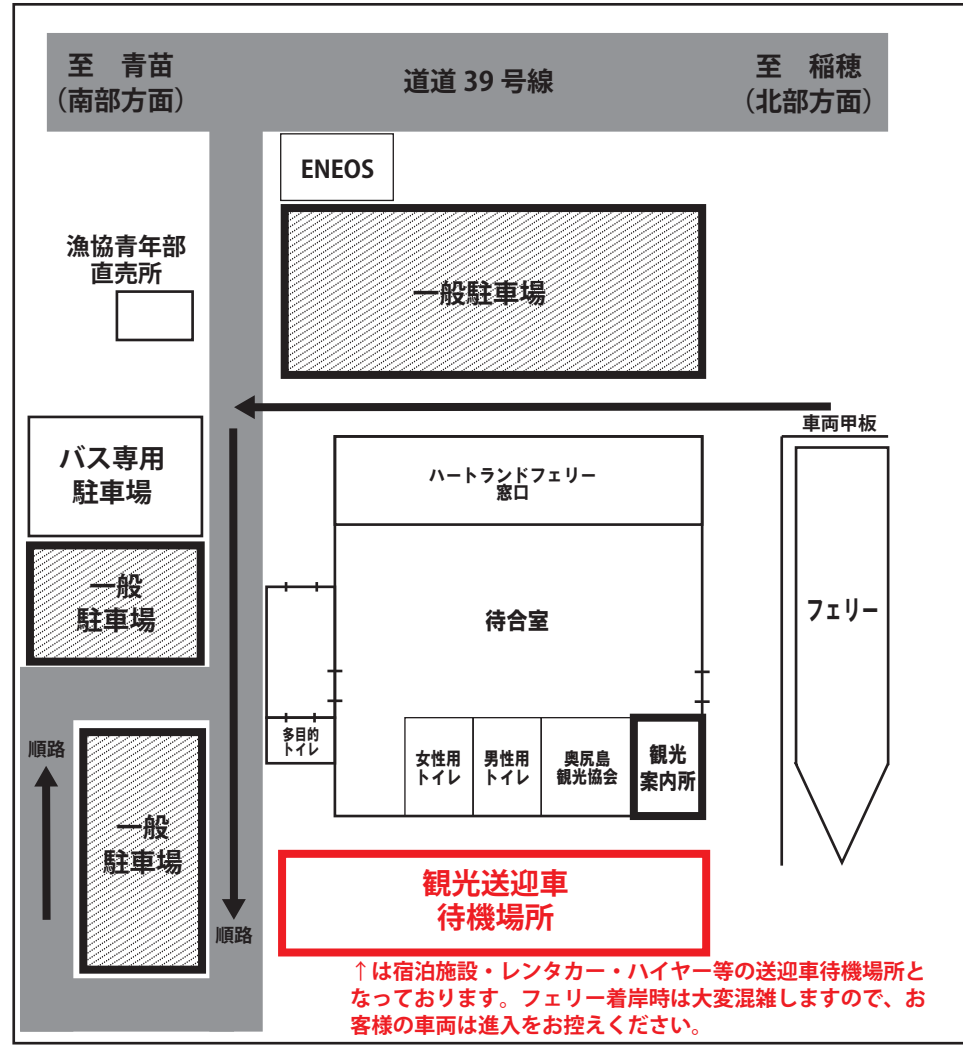 至　青苗
（南部方面）
道道 39 号線
至　稲穂
（北部方面）
ENEOS
漁協青年部
直売所
一般駐車場
車両甲板
バス専用
駐車場
ハートランドフェリー
窓口
一般
駐車場
待合室
フェリー
多目的
トイレ
女性用
トイレ
男性用
トイレ
奥尻島
観光協会
観光
案内所
順路
一般
駐車場
順路
観光送迎車
待機場所
↑は宿泊施設・レンタカー・ハイヤー等の送迎車待機場所と
なっております。フェリー着岸時は大変混雑しますので、お
客様の車両は進入をお控えください。